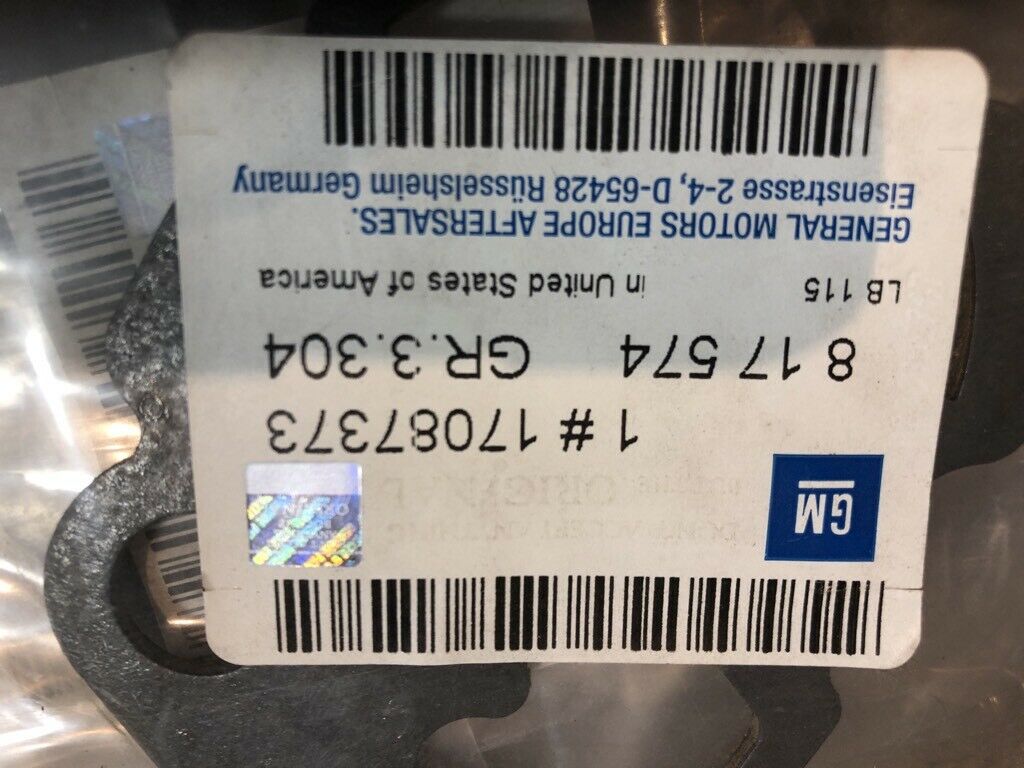 GM
1 # 17087373
8 17 574 GR.3.304
LB 115 in United States of America
GENERAL MOTORS EUROPE AFTERSALES.
Eisenstrasse 2-4, D-65428 Rüsselsheim Germany